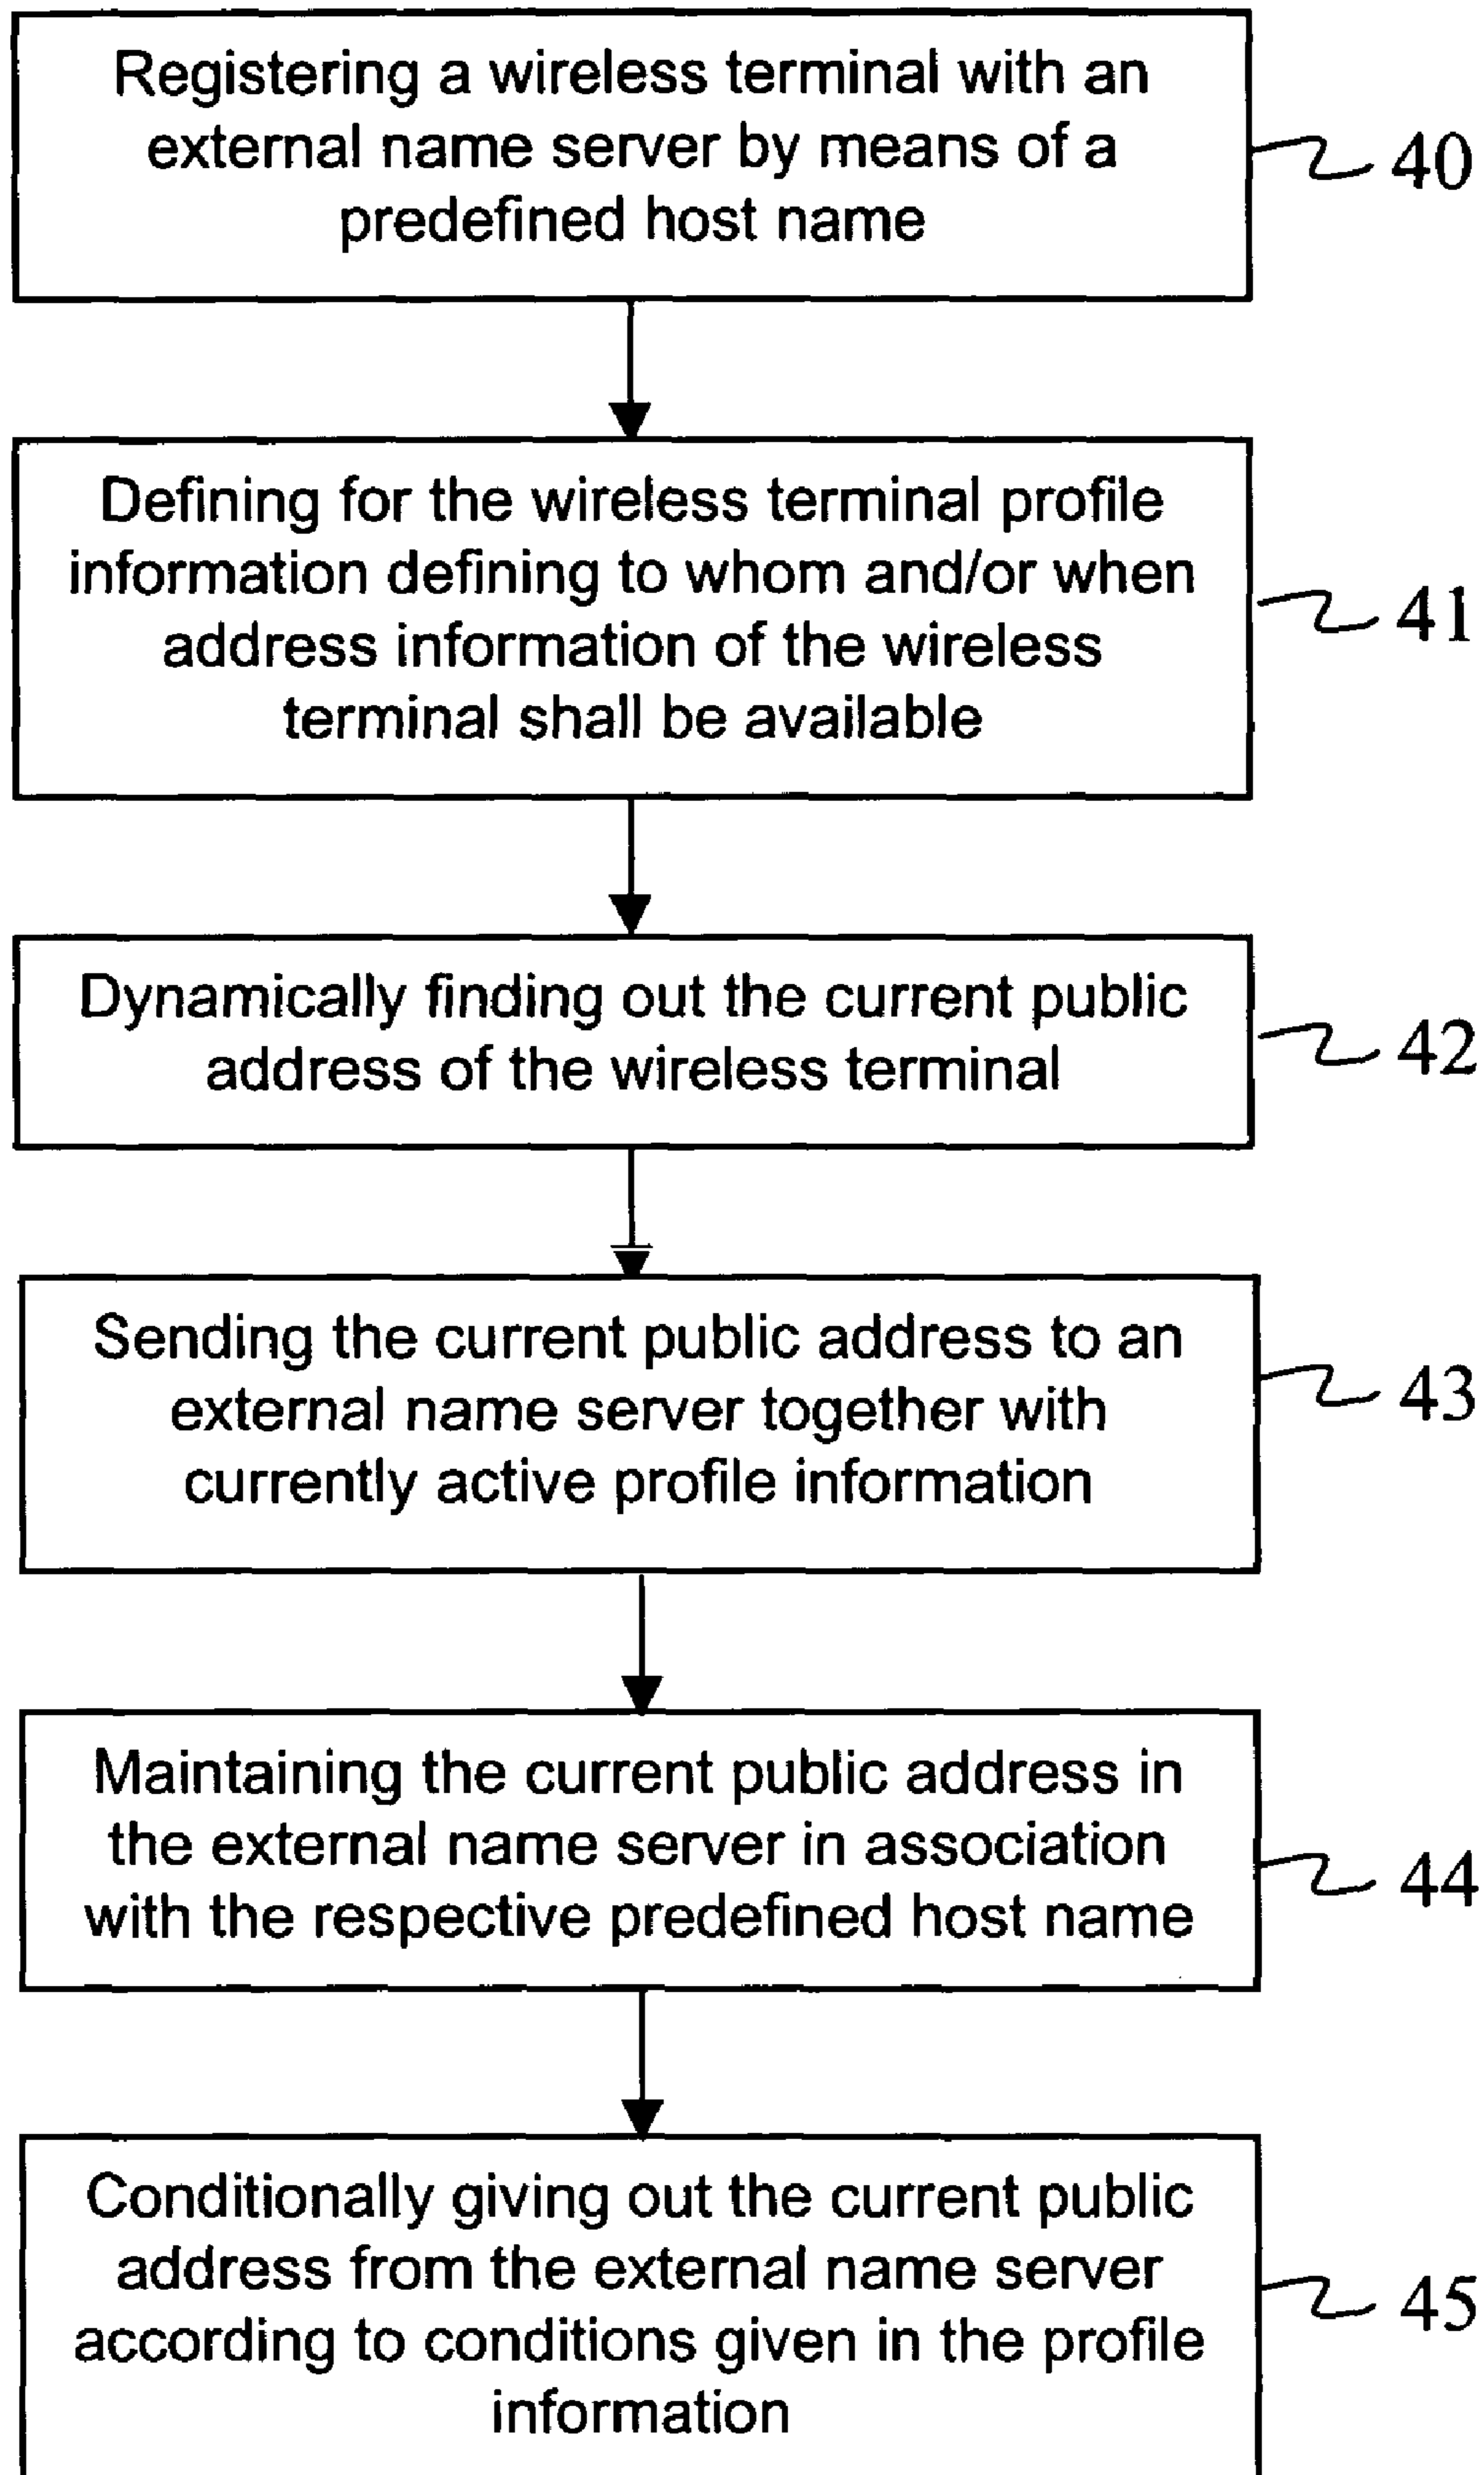 Registering a wireless terminal with an
external name server by means of a
predefined host name
40
Defining for the wireless terminal profile
information defining to whom and/or when
address information of the wireless
terminal shall be available
41
Dynamically finding out the current public
address of the wireless terminal
42
Sending the current public address to an
external name server together with
currently active profile information
43
Maintaining the current public address in
the external name server in association
with the respective predefined host name
44
Conditionally giving out the current public
address from the external name server
according to conditions given in the profile
information
45